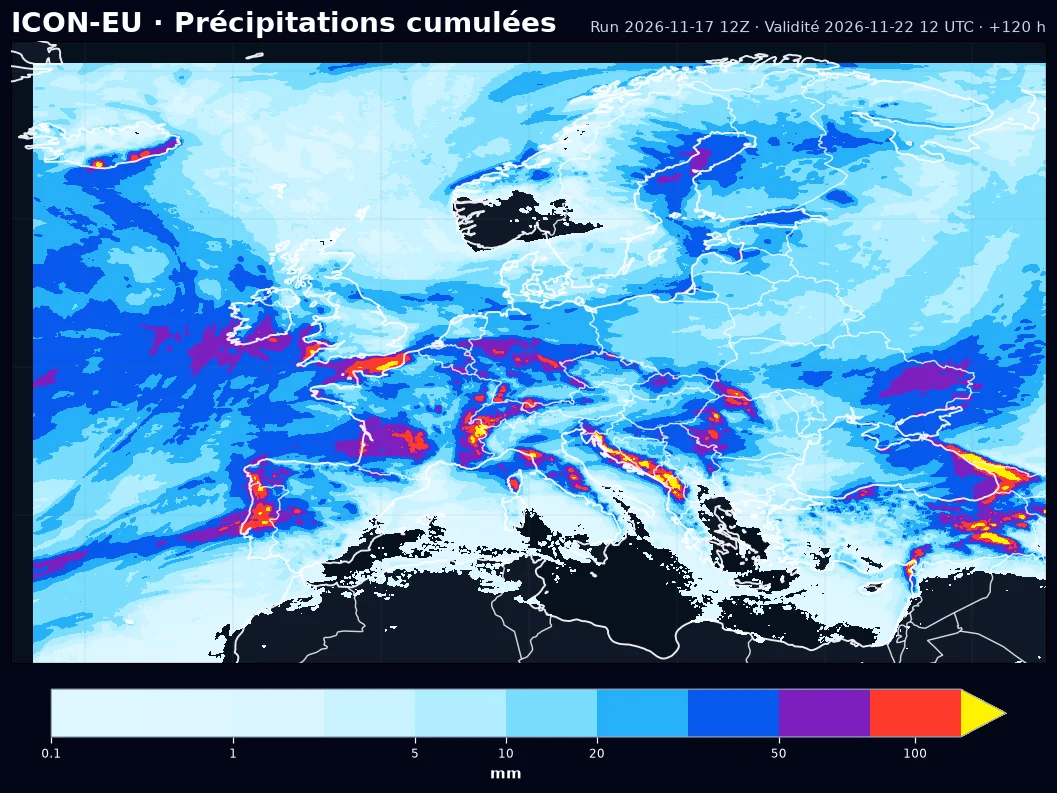 ICON-EU · Précipitations cumulées
Run 2026-11-17 12Z · Validité 2026-11-22 12 UTC · +120 h
0.1 1 5 10 20 50 100
mm